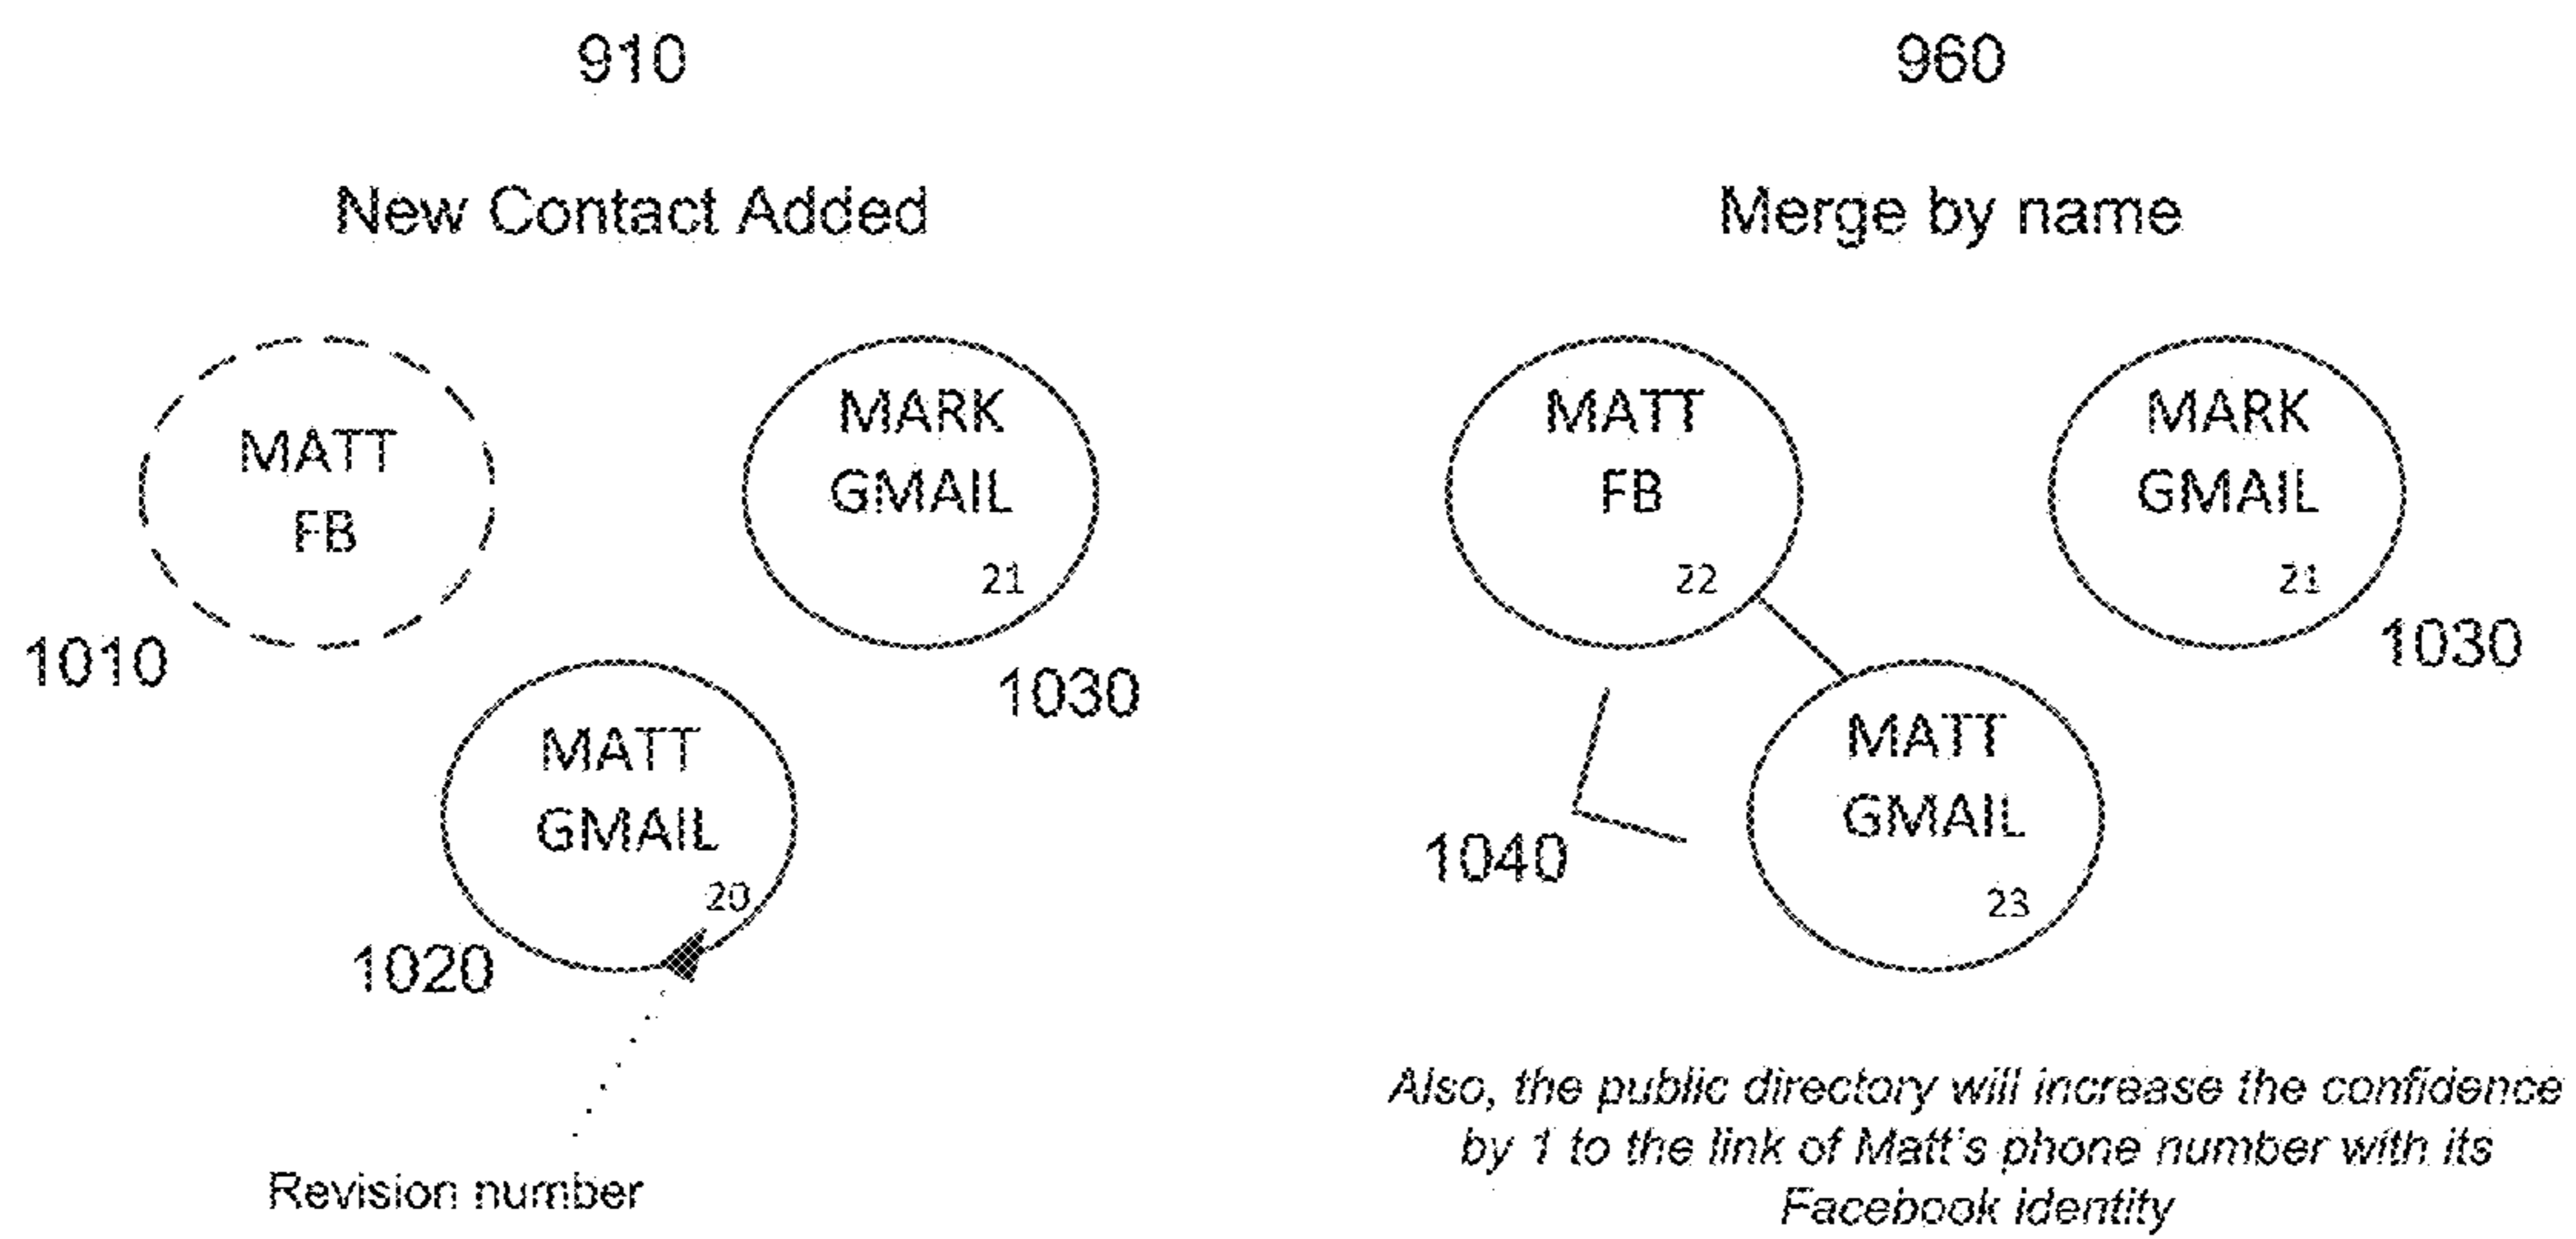 910
New Contact Added
MATT
FB
1010
MARK
GMAIL
21
1030
MATT
GMAIL
20
1020
Revision number
960
Merge by name
MATT
FB
22
MARK
GMAIL
21
1030
1040
MATT
GMAIL
23
Also, the public directory will increase the confidence
by 1 to the link of Matt's phone number with its
Facebook identity